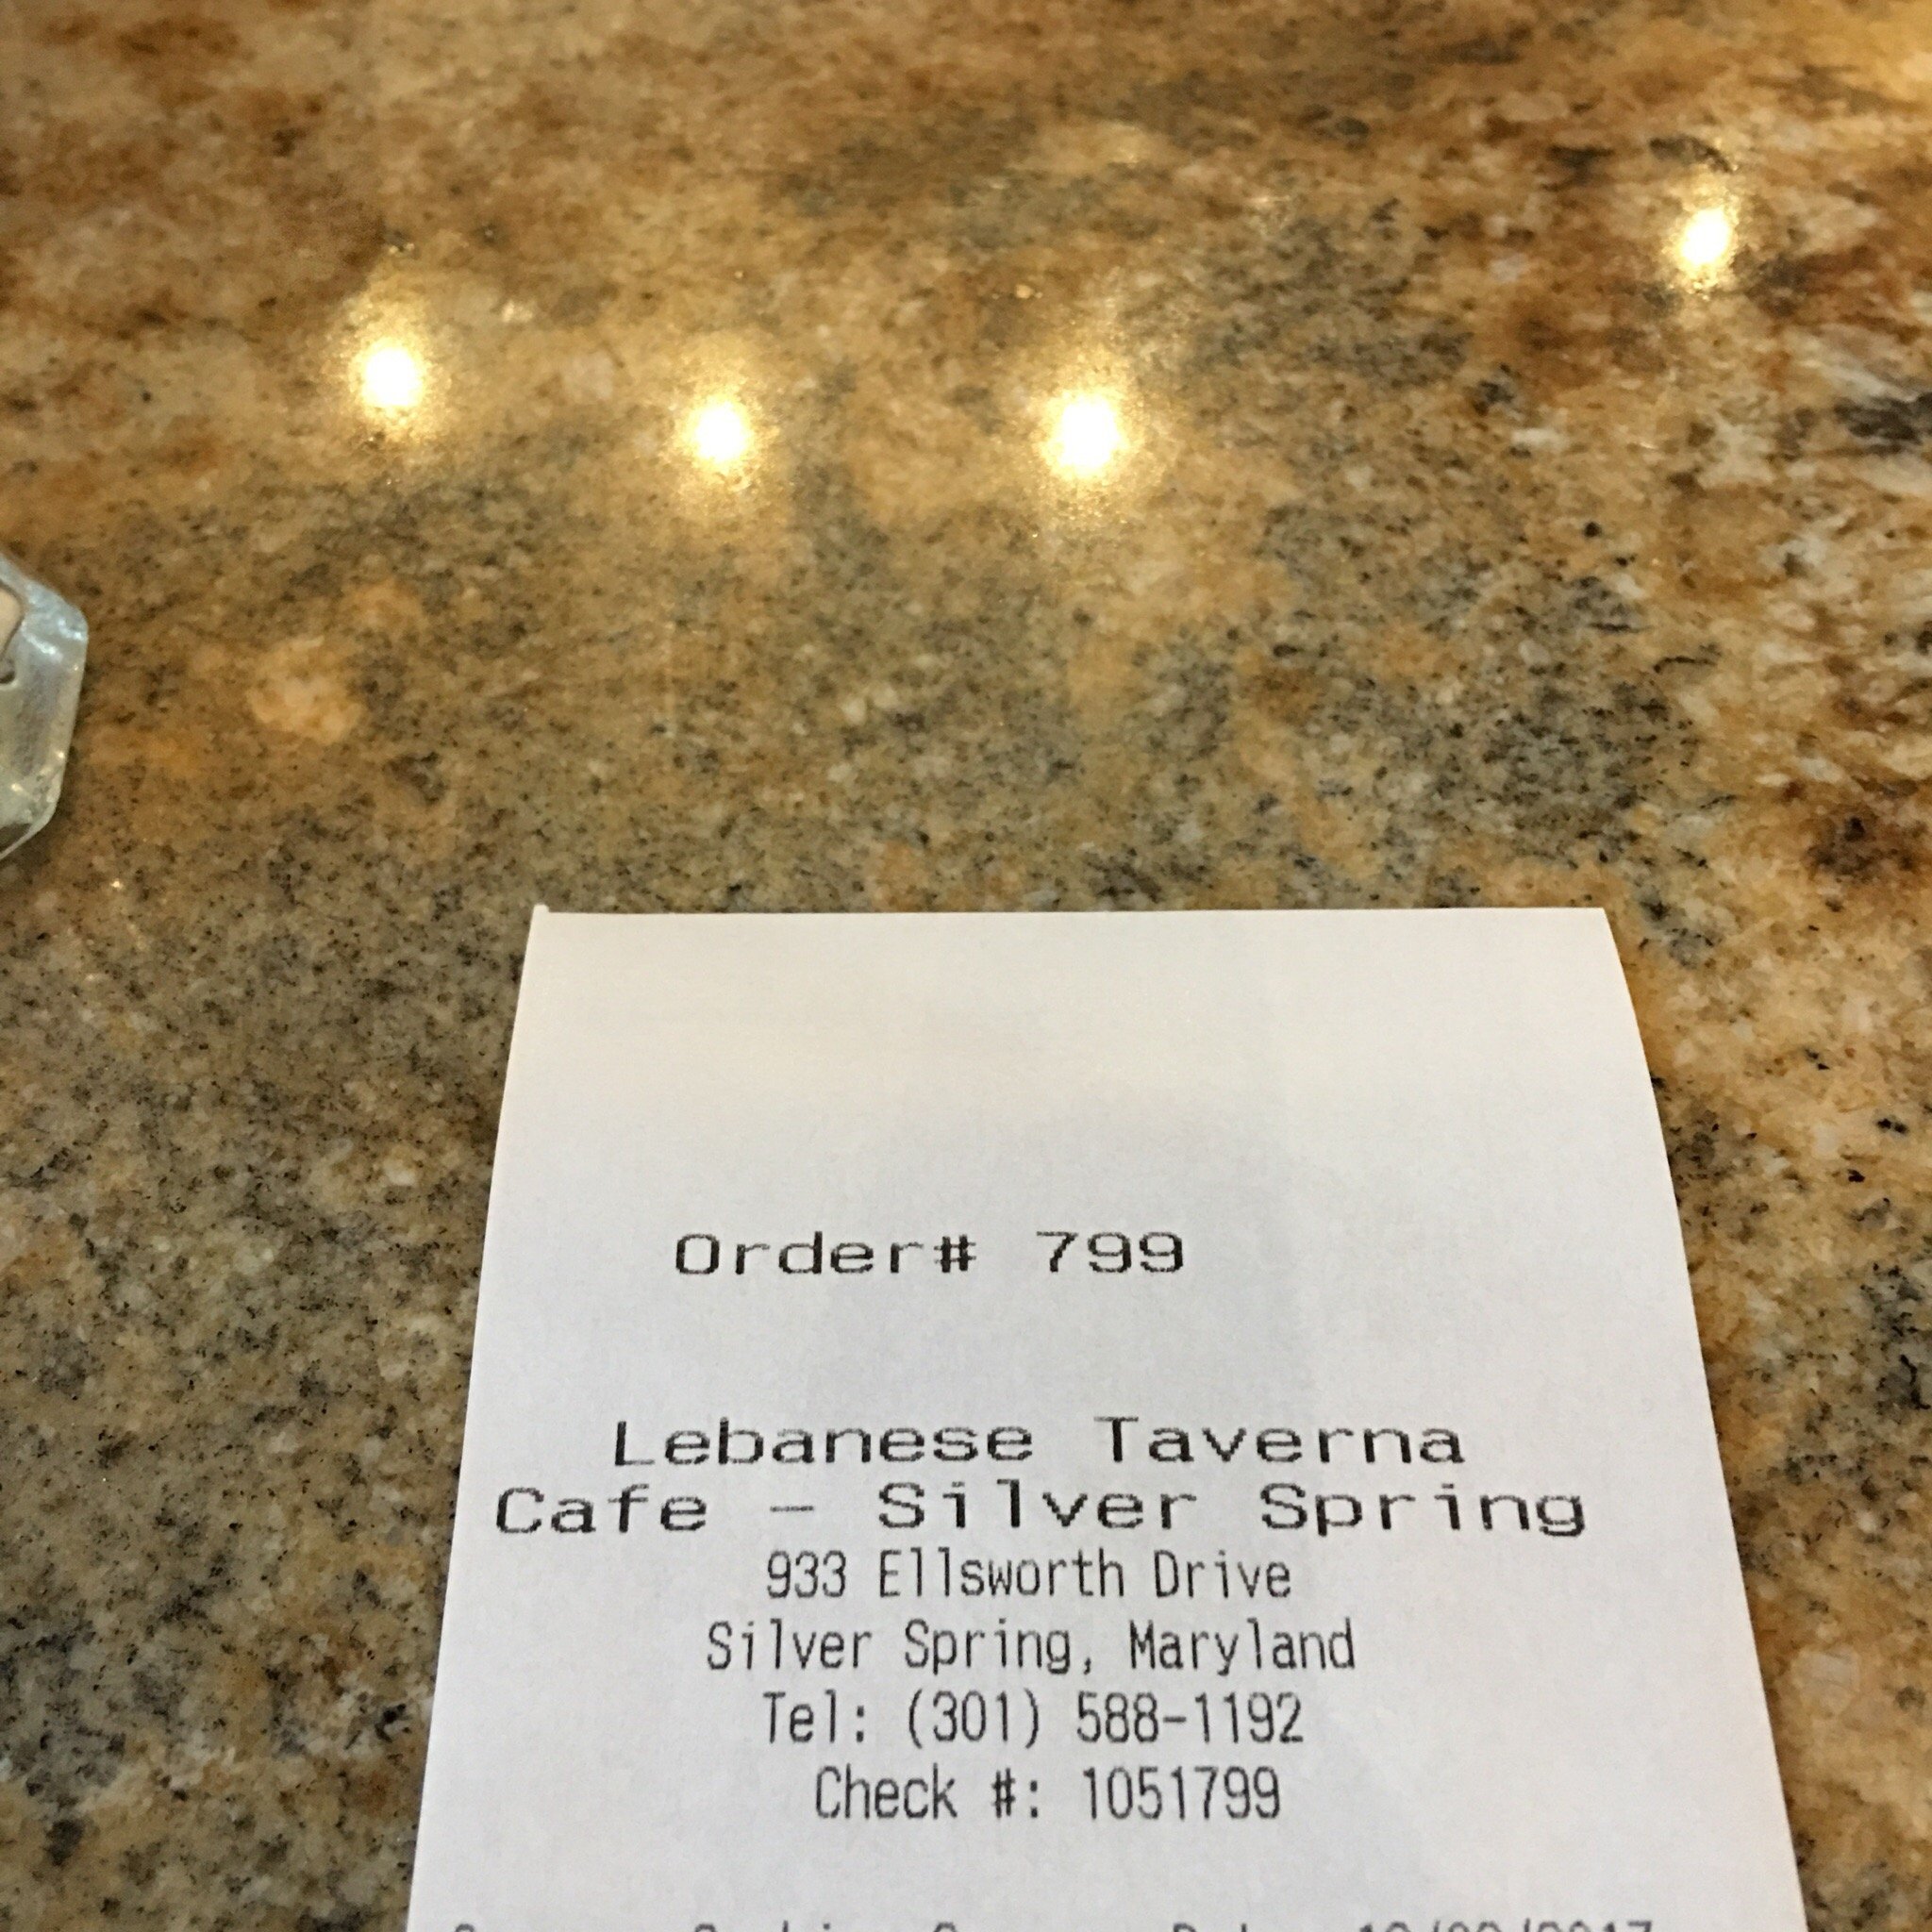 Order# 799
Lebanese Taverna
Cafe - Silver Spring
933 Ellsworth Drive
Silver Spring, Maryland
Tel: (301) 588-1192
Check #: 1051799